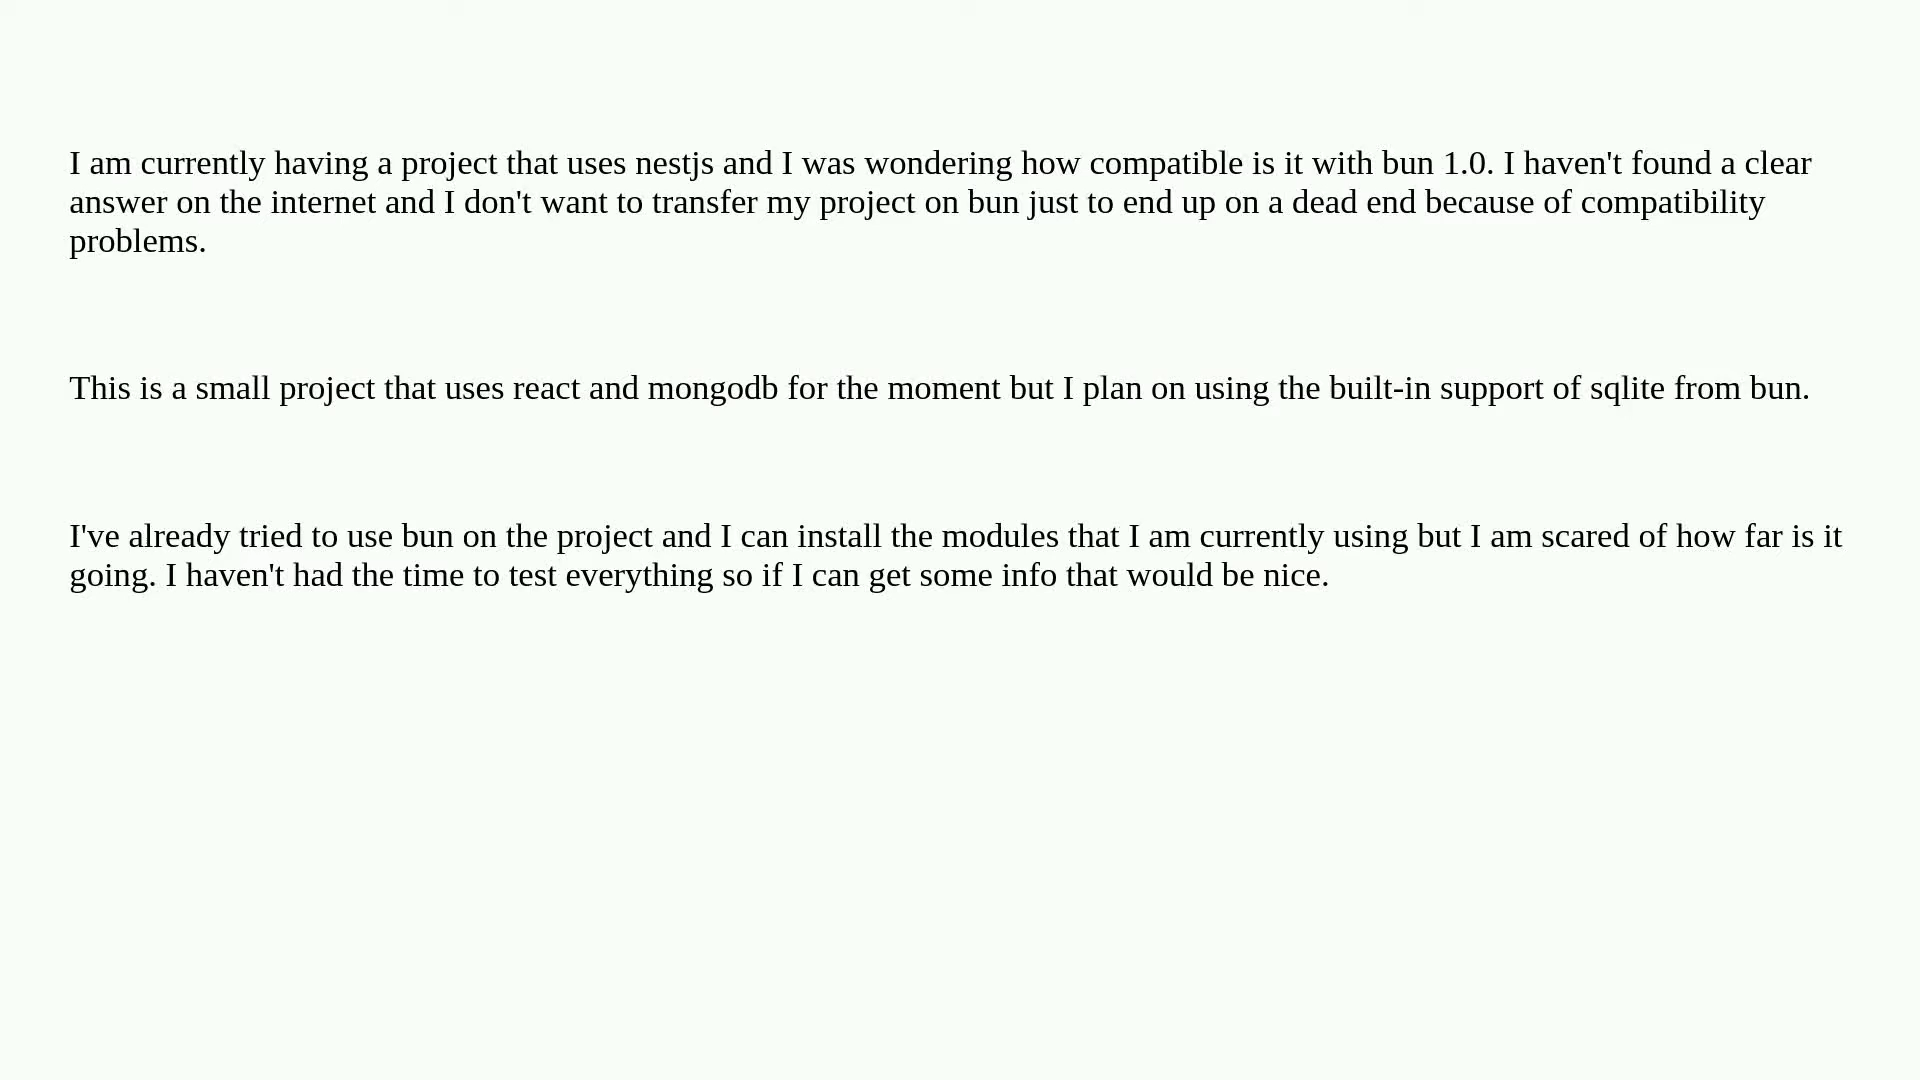 I am currently having a project that uses nestjs and I was wondering how compatible is it with bun 1.0. I haven't found a clear
answer on the internet and I don't want to transfer my project on bun just to end up on a dead end because of compatibility
problems.
This is a small project that uses react and mongodb for the moment but I plan on using the built-in support of sqlite from bun.
I've already tried to use bun on the project and I can install the modules that I am currently using but I am scared of how far is it
going. I haven't had the time to test everything so if I can get some info that would be nice.